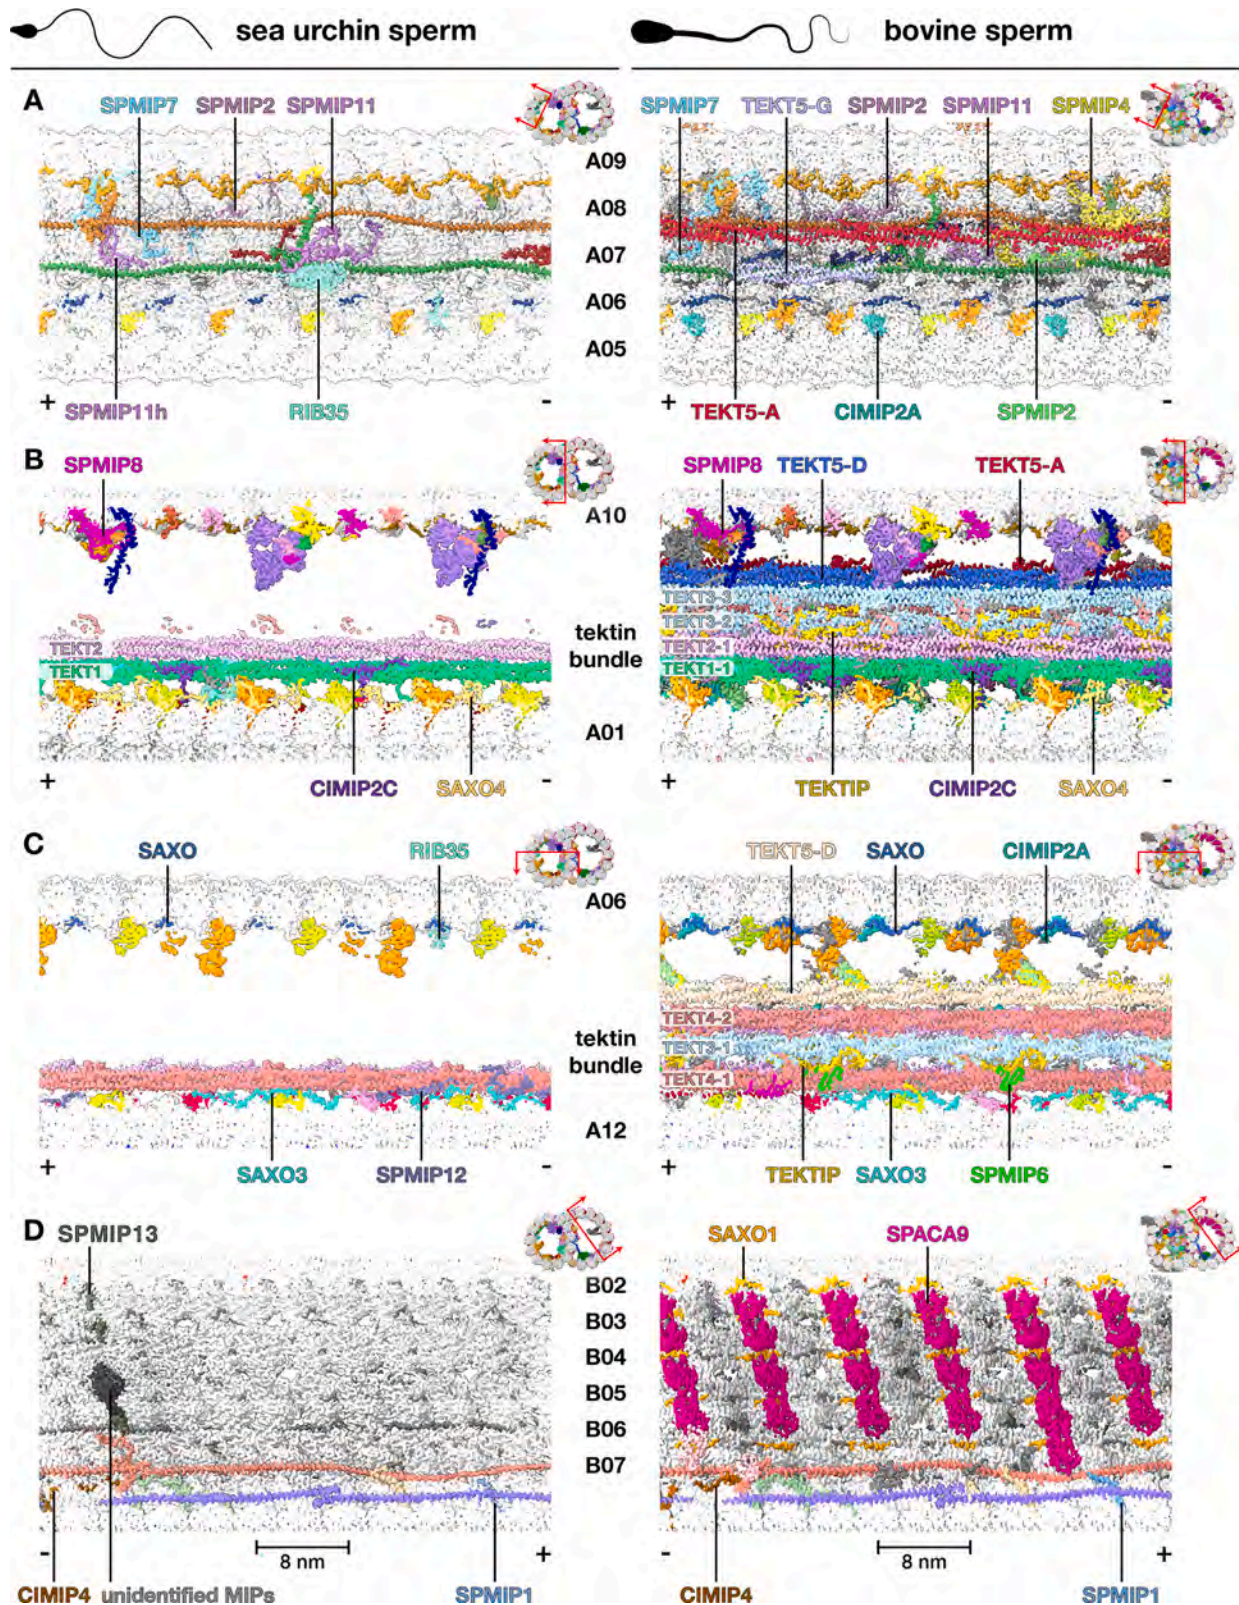 sea urchin sperm bovine sperm
A
SPMIP7 SPMIP2 SPMIP11 SPMIP7 TEKT5-G SPMIP2 SPMIP11 SPMIP4
A09
A08
A07
A06
A05
+ - + -
SPMIP11h RIB35 TEKT5-A CIMIP2A SPMIP2
B
SPMIP8 SPMIP8 TEKT5-D TEKT5-A
A10
TEKT3-3
TEKT3-2
tektin
bundle
TEKT2 TEKT2-1
TEKT1 TEKT1-1
A01
+ - + -
CIMIP2C SAXO4 TEKTIP CIMIP2C SAXO4
C
SAXO RIB35 TEKT5-D SAXO CIMIP2A
A06
TEKT4-2
tektin
bundle
TEKT3-1
TEKT4-1
A12
+ - + -
SAXO3 SPMIP12 TEKTIP SAXO3 SPMIP6
D
SPMIP13 SAXO1 SPACA9
B02
B03
B04
B05
B06
B07
- 8 nm + - 8 nm +
CIMIP4 unidentified MIPs SPMIP1 CIMIP4 SPMIP1